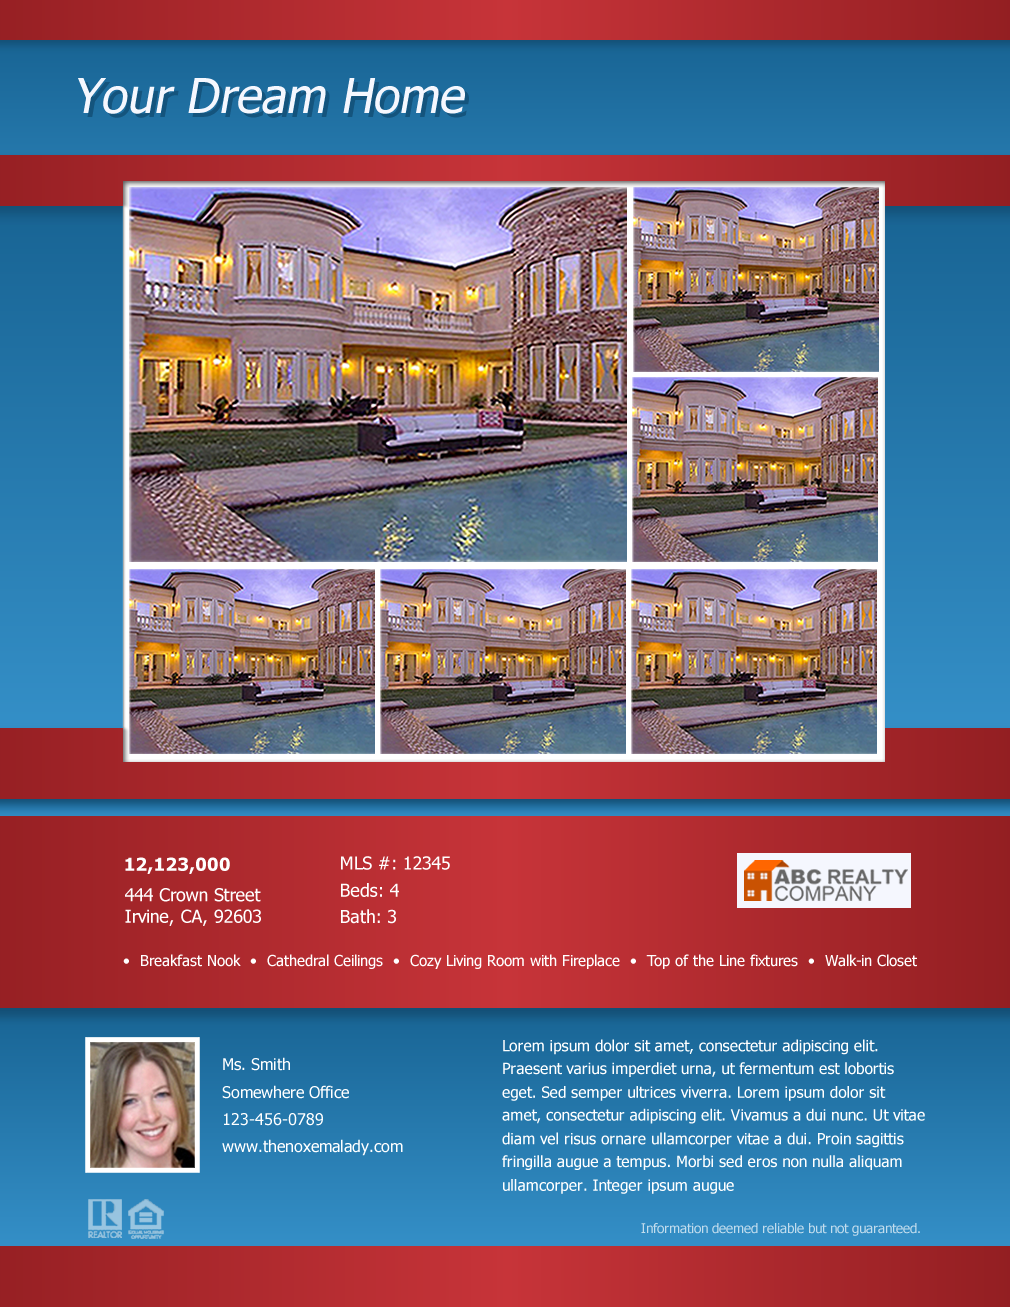 Your Dream Home
12,123,000
444 Crown Street
Irvine, CA, 92603
MLS #: 12345
Beds: 4
Bath: 3
ABC REALTY
COMPANY
• Breakfast Nook • Cathedral Ceilings • Cozy Living Room with Fireplace • Top of the Line fixtures • Walk-in Closet
Ms. Smith
Somewhere Office
123-456-0789
www.thenoxemalady.com
Lorem ipsum dolor sit amet, consectetur adipiscing elit.
Praesent varius imperdiet urna, ut fermentum est lobortis
eget. Sed semper ultrices viverra. Lorem ipsum dolor sit
amet, consectetur adipiscing elit. Vivamus a dui nunc. Ut vitae
diam vel risus ornare ullamcorper vitae a dui. Proin sagittis
fringilla augue a tempus. Morbi sed eros non nulla aliquam
ullamcorper. Integer ipsum augue
R
REALTOR
EQUAL HOUSING
OPPORTUNITY
Information deemed reliable but not guaranteed.